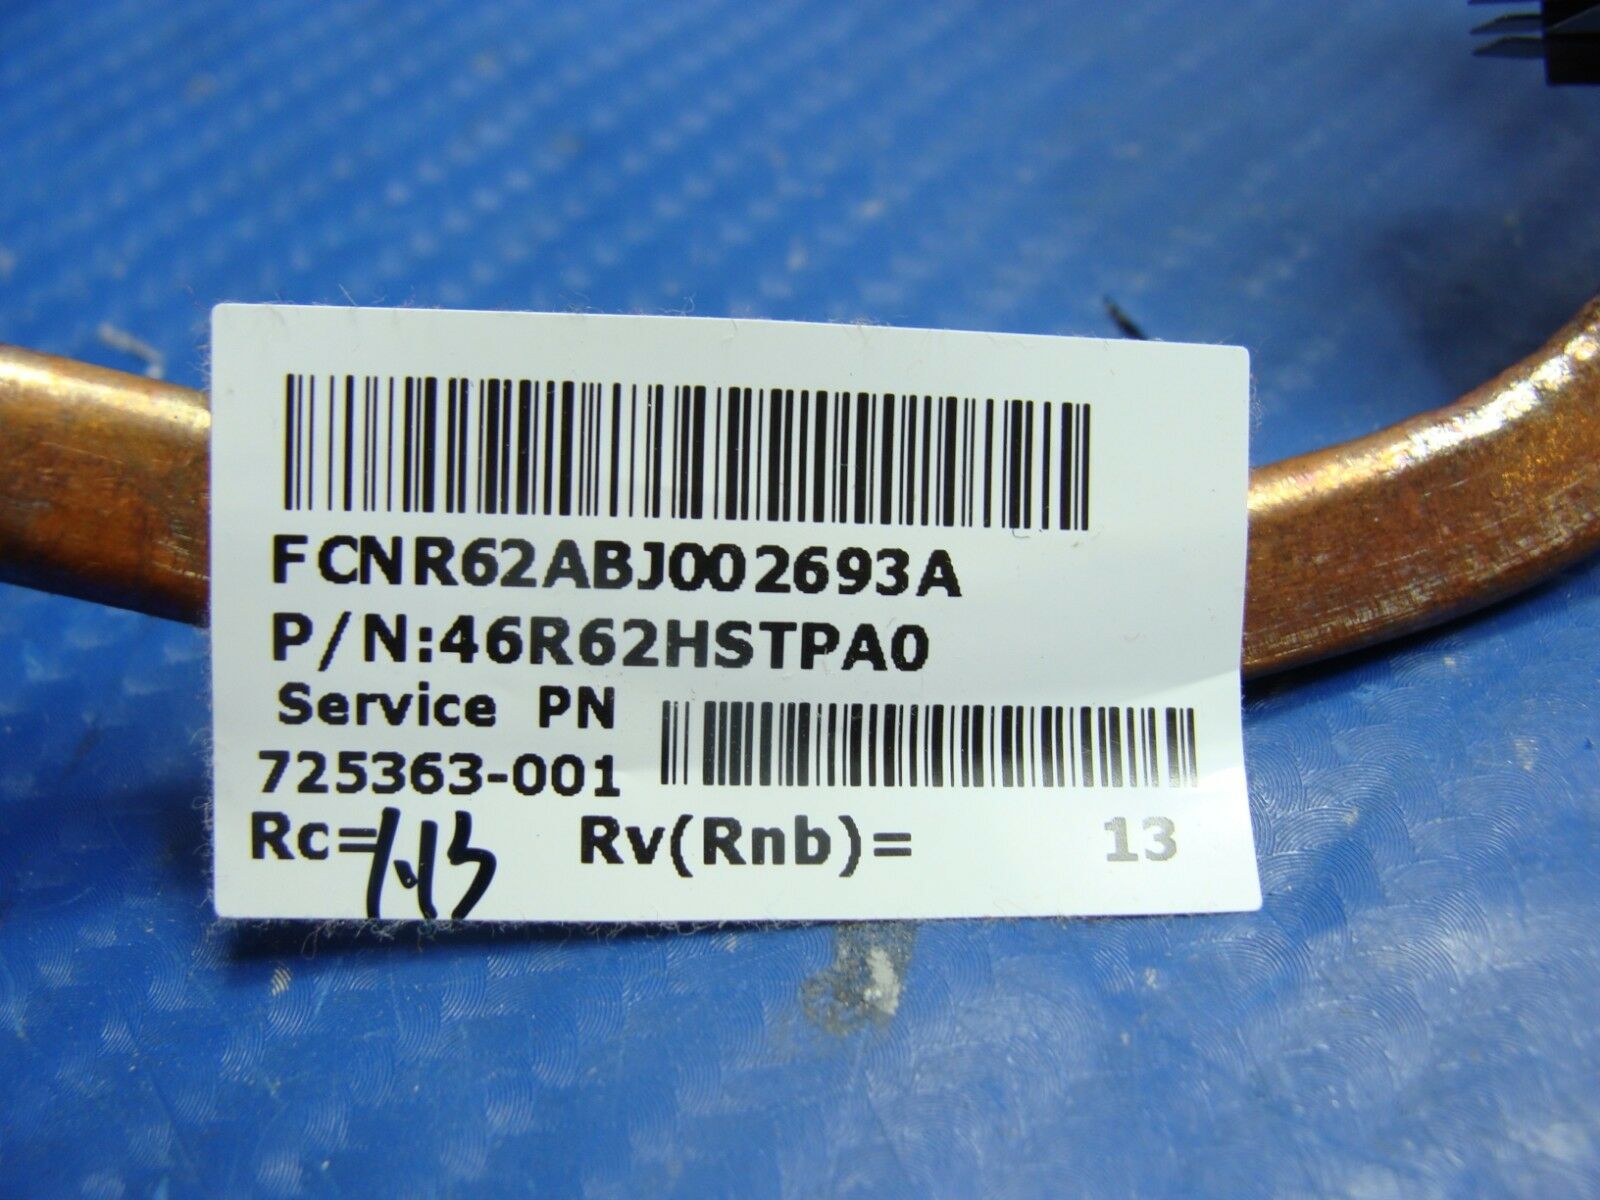 FCNR62ABJ002693A
P/N:46R62HSTPA0
Service PN
725363-001
Rc=1.13 Rv(Rnb)= 13